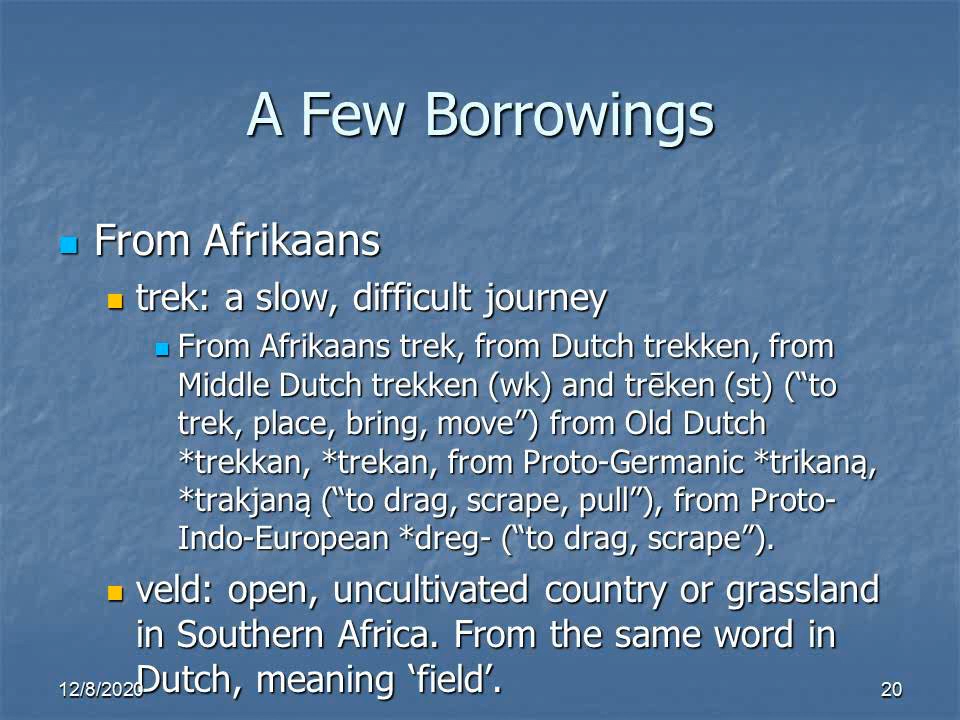 A Few Borrowings
From Afrikaans
trek: a slow, difficult journey
From Afrikaans trek, from Dutch trekken, from
Middle Dutch trekken (wk) and trēken (st) (“to
trek, place, bring, move”) from Old Dutch
*trekkan, *trekan, from Proto-Germanic *trikaną,
*trakjaną (“to drag, scrape, pull”), from Proto-
Indo-European *dreg- (“to drag, scrape”).
veld: open, uncultivated country or grassland
in Southern Africa. From the same word in
Dutch, meaning ‘field’.
12/8/2020
20